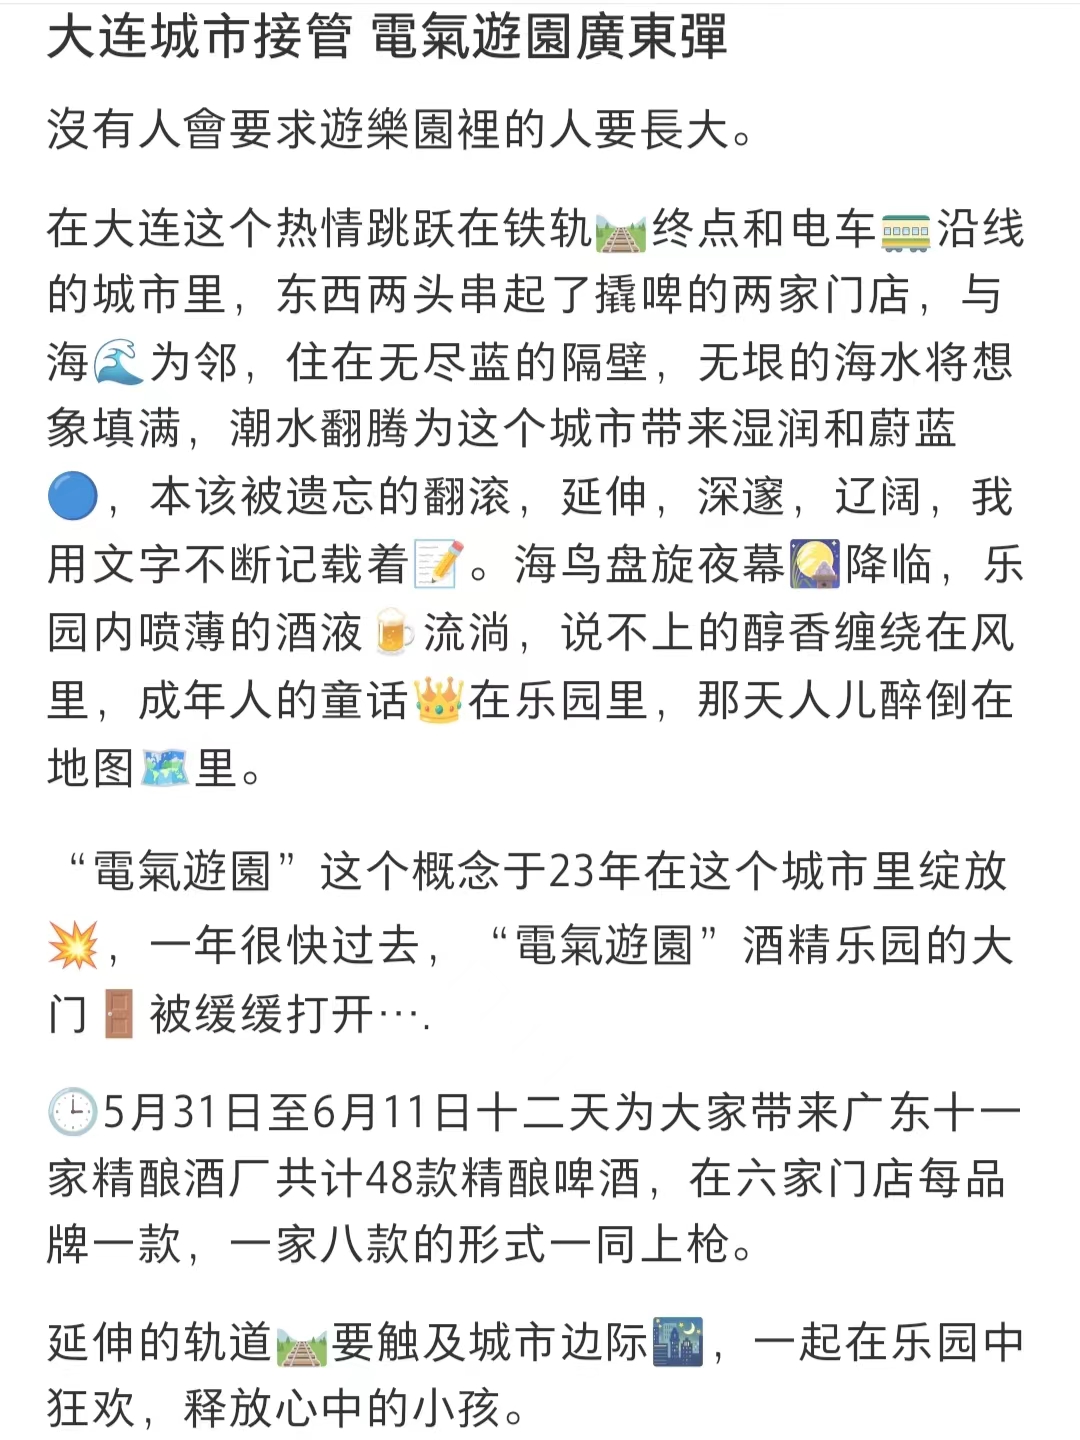 大连城市接管 電氣遊園廣東彈
沒有人會要求遊樂園裡的人要長大。
在大连这个热情跳跃在铁轨🛤️终点和电车🚃沿线
的城市里，东西两头串起了撬啤的两家门店，与
海🌊为邻，住在无尽蓝的隔壁，无垠的海水将想
象填满，潮水翻腾为这个城市带来湿润和蔚蓝
🔵，本该被遗忘的翻滚，延伸，深邃，辽阔，我
用文字不断记载着📝。海鸟盘旋夜幕🎑降临，乐
园内喷薄的酒液🍺流淌，说不上的醇香缠绕在风
里，成年人的童话👑在乐园里，那天人儿醉倒在
地图🗺️里。
“電氣遊園”这个概念于23年在这个城市里绽放
💥，一年很快过去，“電氣遊園”酒精乐园的大
门🚪被缓缓打开….
🕒5月31日至6月11日十二天为大家带来广东十一
家精酿酒厂共计48款精酿啤酒，在六家门店每品
牌一款，一家八款的形式一同上枪。
延伸的轨道🛤️要触及城市边际🌃，一起在乐园中
狂欢，释放心中的小孩。